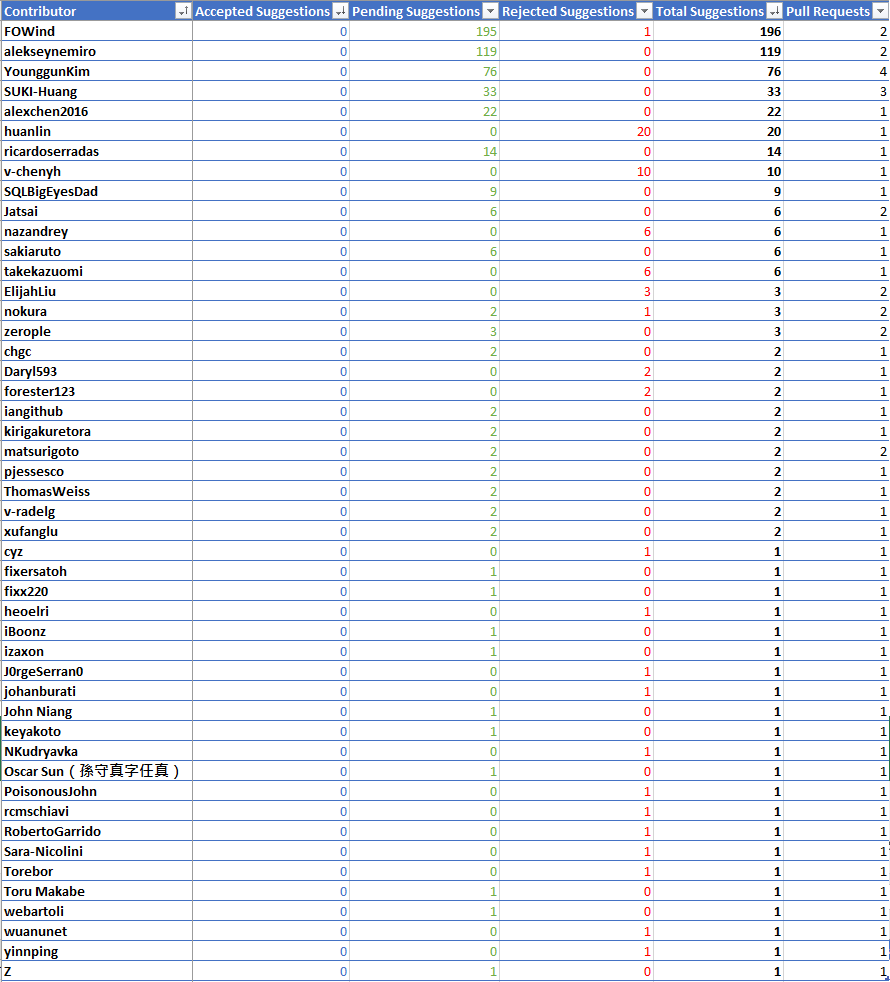 Contributor Accepted Suggestions Pending Suggestions Rejected Suggestions Total Suggestions Pull Requests
FOWind 0 195 1 196 2
alekseynemiro 0 119 0 119 2
YounggunKim 0 76 0 76 4
SUKI-Huang 0 33 0 33 3
alexchen2016 0 22 0 22 1
huanlin 0 0 20 20 1
ricardoserradas 0 14 0 14 1
v-chenyh 0 0 10 10 1
SQLBigEyesDad 0 9 0 9 1
Jatsai 0 6 0 6 2
nazandrey 0 0 6 6 1
sakiaruto 0 6 0 6 1
takekazuomi 0 0 6 6 1
ElijahLiu 0 0 3 3 2
nokura 0 2 1 3 2
zerople 0 3 0 3 2
chgc 0 2 0 2 1
Daryl593 0 0 2 2 1
forester123 0 0 2 2 1
iangithub 0 2 0 2 1
kirigakuretora 0 2 0 2 1
matsurigoto 0 2 0 2 2
pjessesco 0 2 0 2 1
ThomasWeiss 0 2 0 2 1
v-radelg 0 2 0 2 1
xufanglu 0 2 0 2 1
cyz 0 0 1 1 1
fixersatoh 0 1 0 1 1
fixx220 0 1 0 1 1
heoelri 0 0 1 1 1
iBoonz 0 1 0 1 1
izaxon 0 1 0 1 1
J0rgeSerran0 0 0 1 1 1
johanburati 0 0 1 1 1
John Niang 0 1 0 1 1
keyakoto 0 1 0 1 1
NKudryavka 0 0 1 1 1
Oscar Sun（孫守真字任真） 0 1 0 1 1
PoisonousJohn 0 0 1 1 1
rcmschiavi 0 0 1 1 1
RobertoGarrido 0 0 1 1 1
Sara-Nicolini 0 0 1 1 1
Torebor 0 0 1 1 1
Toru Makabe 0 1 0 1 1
webartoli 0 1 0 1 1
wuanunet 0 0 1 1 1
yinnping 0 0 1 1 1
Z 0 1 0 1 1